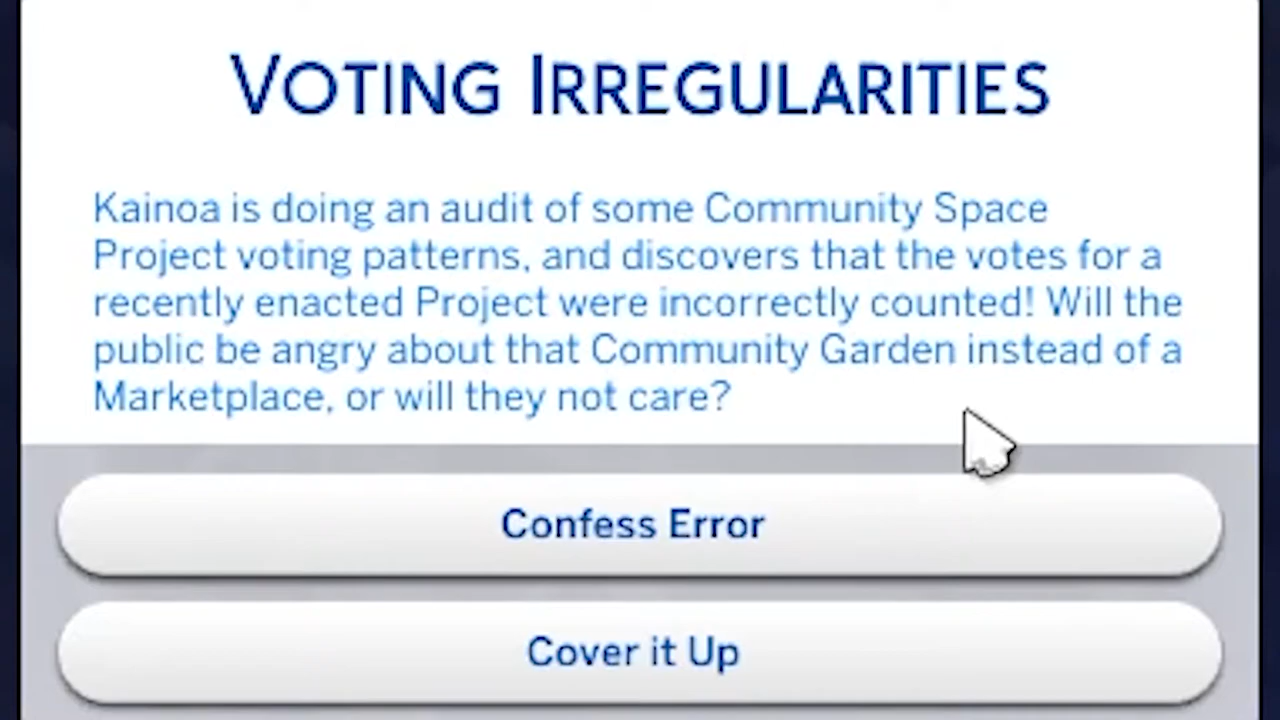 VOTING IRREGULARITIES
Kainoa is doing an audit of some Community Space
Project voting patterns, and discovers that the votes for a
recently enacted Project were incorrectly counted! Will the
public be angry about that Community Garden instead of a
Marketplace, or will they not care?
Confess Error
Cover it Up